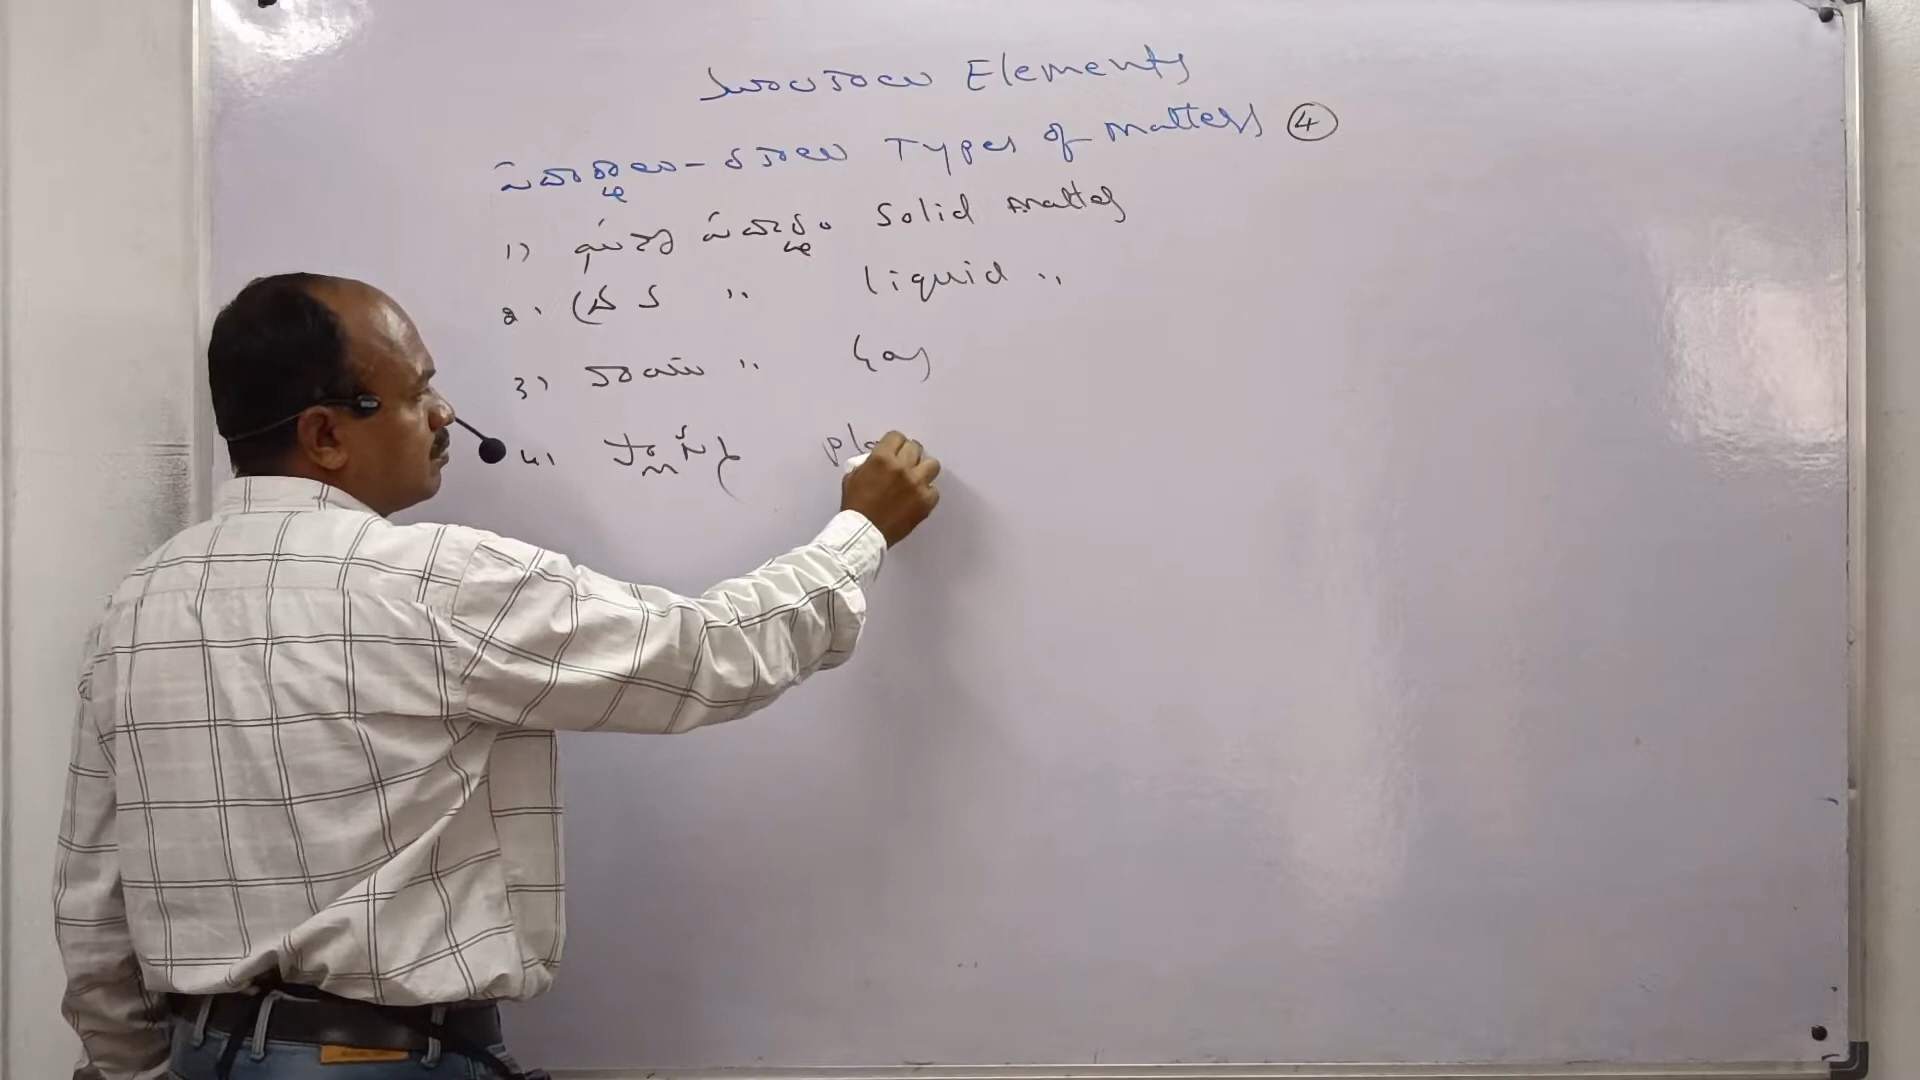 మూలకాలు Elements
పదార్థాలు - రకాలు Types of matters 4
1) ఘన పదార్థం Solid matter
2. ద్రవ " liquid "
3) వాయు " Gas
4) ప్లాస్మా pla